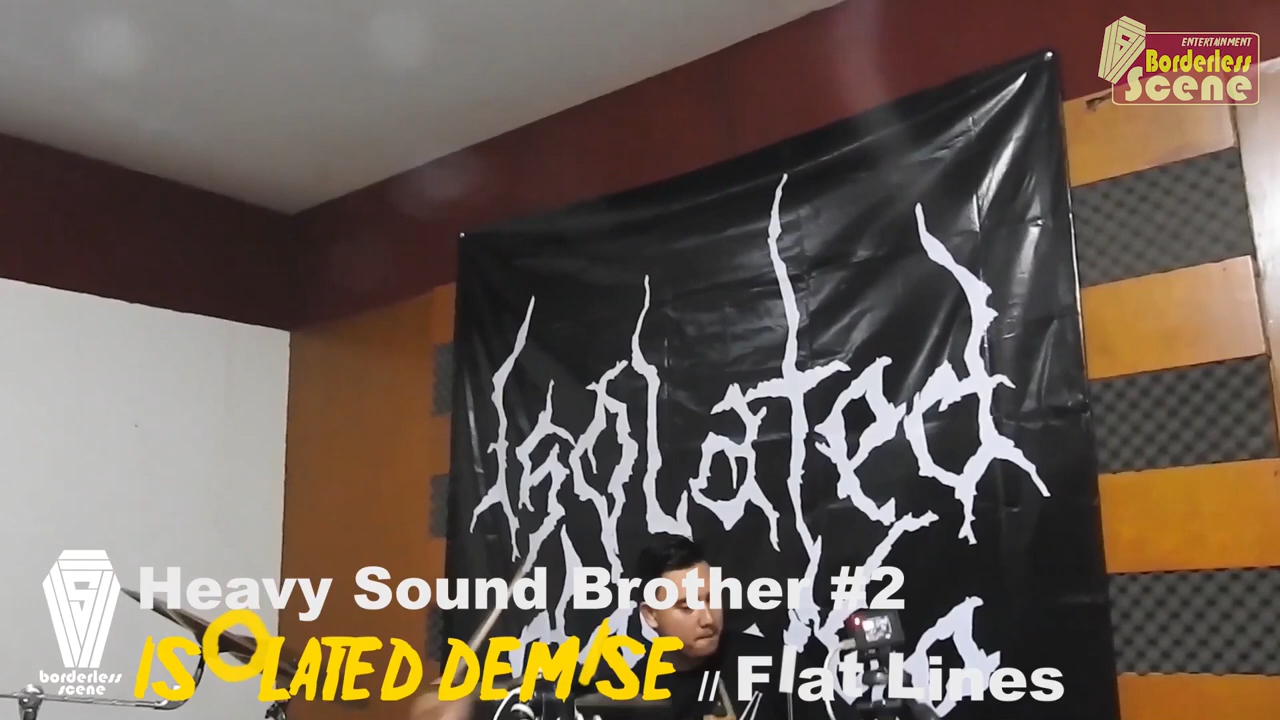 ENTERTAINMENT
Borderless
Scene
Isolated
Heavy Sound Brother #2
ISOLATED DEMISE // Flat Lines
borderless
scene